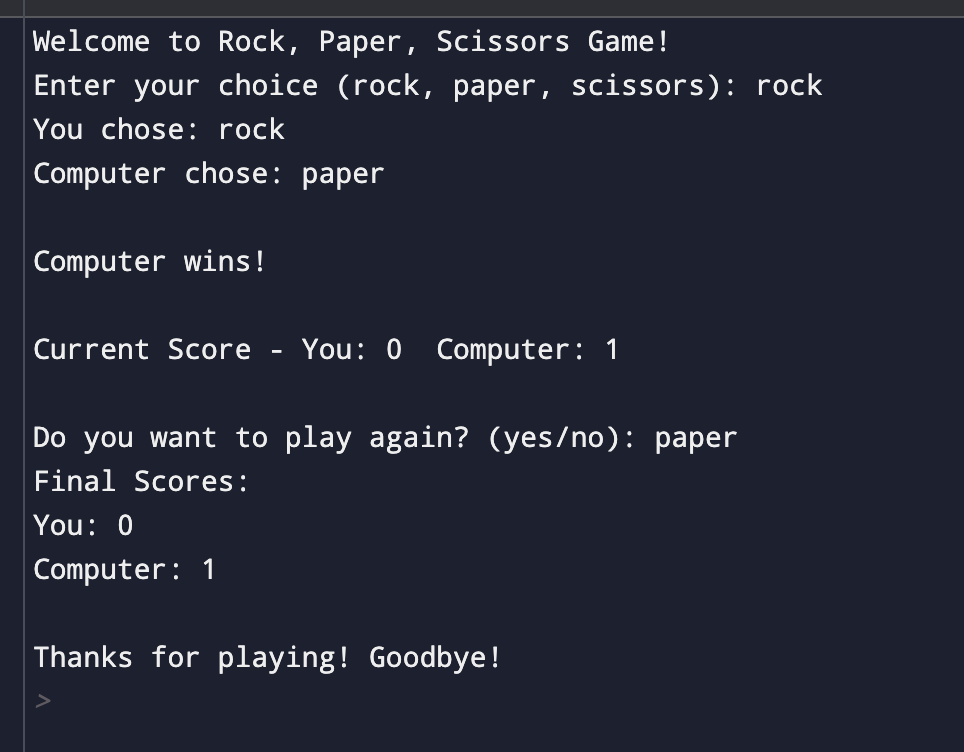 Welcome to Rock, Paper, Scissors Game!
Enter your choice (rock, paper, scissors): rock
You chose: rock
Computer chose: paper
Computer wins!
Current Score - You: 0  Computer: 1
Do you want to play again? (yes/no): paper
Final Scores:
You: 0
Computer: 1
Thanks for playing! Goodbye!
>